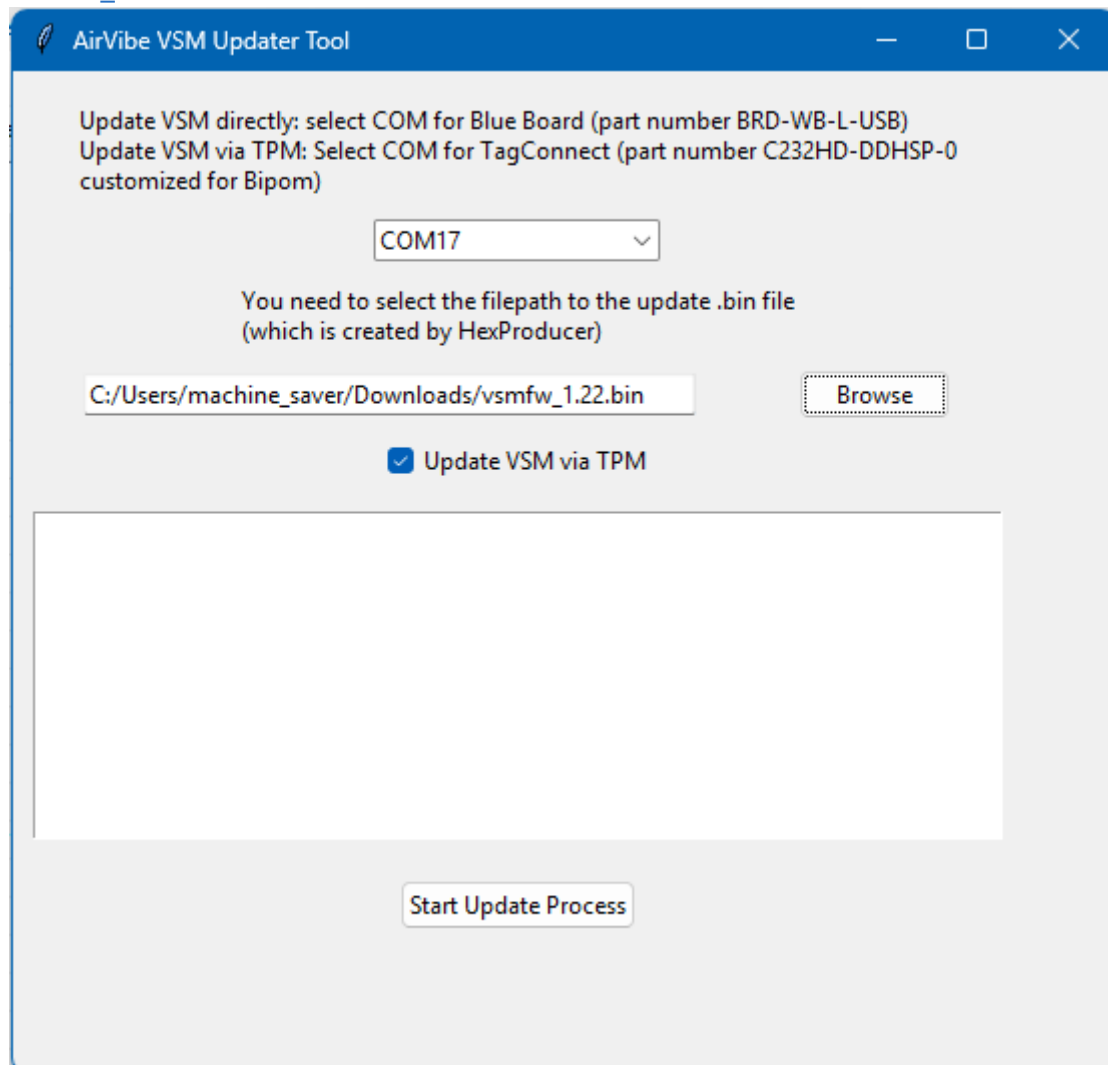 AirVibe VSM Updater Tool
Update VSM directly: select COM for Blue Board (part number BRD-WB-L-USB)
Update VSM via TPM: Select COM for TagConnect (part number C232HD-DDHSP-0
customized for Bipom)
COM17
You need to select the filepath to the update .bin file
(which is created by HexProducer)
C:/Users/machine_saver/Downloads/vsmfw_1.22.bin
Browse
Update VSM via TPM
Start Update Process